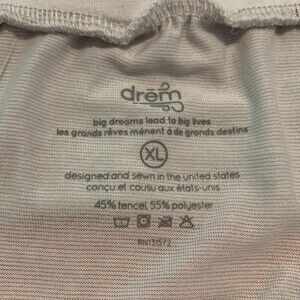 drēm
big dreams lead to big lives
les grands rêves mènent à de grands destins
XL
designed and sewn in the united states
conçu et cousu aux états-unis
45% tencel, 55% polyester
RN131572